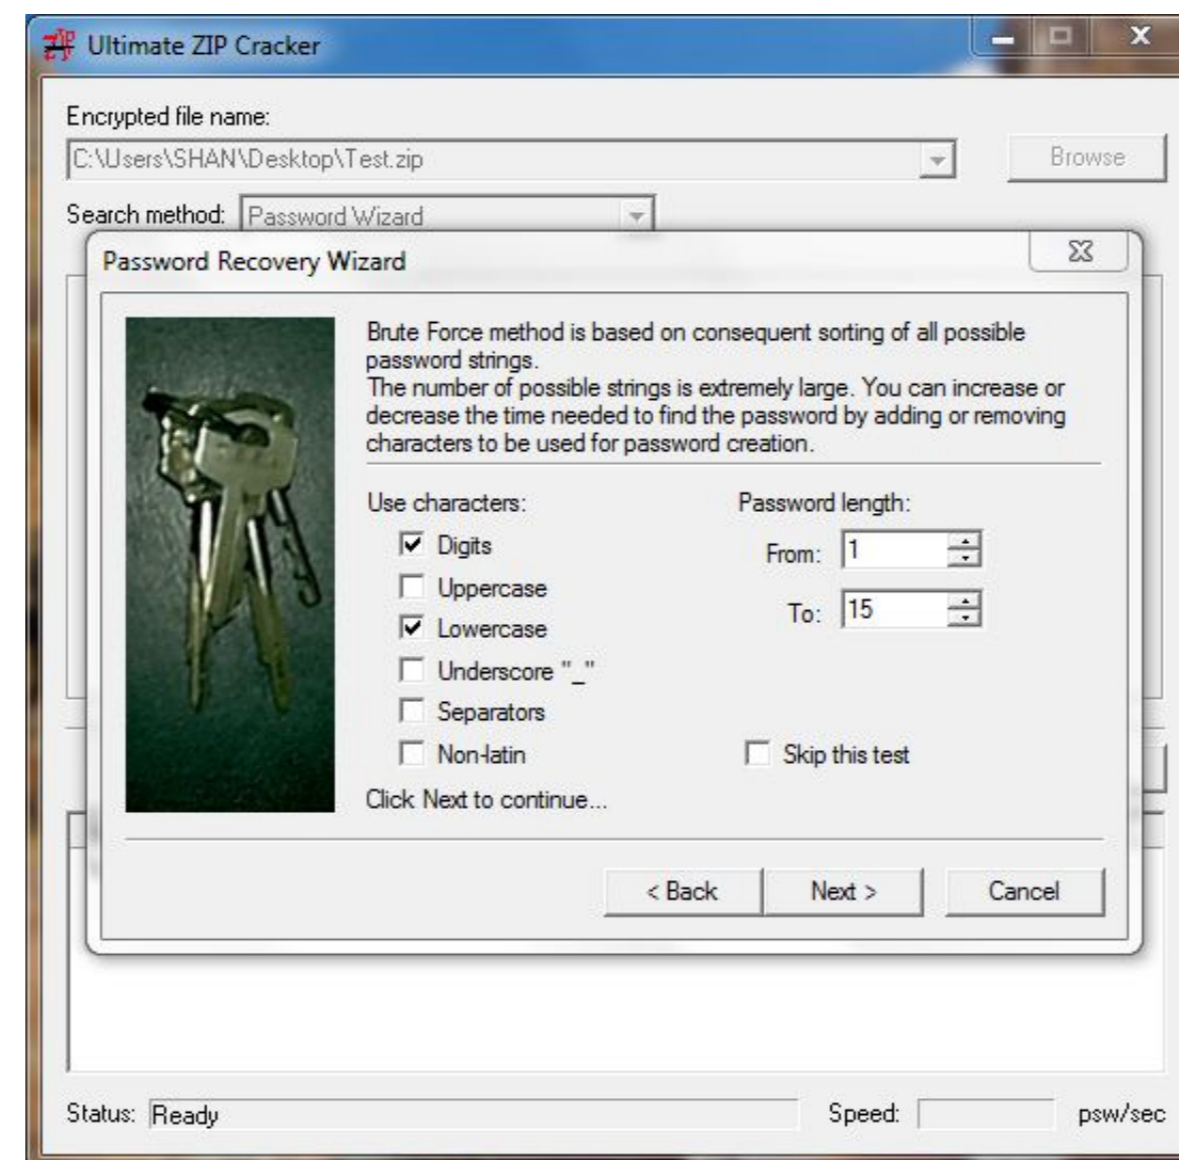 ZIP Ultimate ZIP Cracker
Encrypted file name:
C:\Users\SHAN\Desktop\Test.zip Browse
Search method: Password Wizard
Password Recovery Wizard
Brute Force method is based on consequent sorting of all possible
password strings.
The number of possible strings is extremely large. You can increase or
decrease the time needed to find the password by adding or removing
characters to be used for password creation.
Use characters: Password length:
Digits From: 1
Uppercase
Lowercase To: 15
Underscore "_"
Separators
Non-latin Skip this test
Click Next to continue...
< Back Next > Cancel
Status: Ready Speed: psw/sec